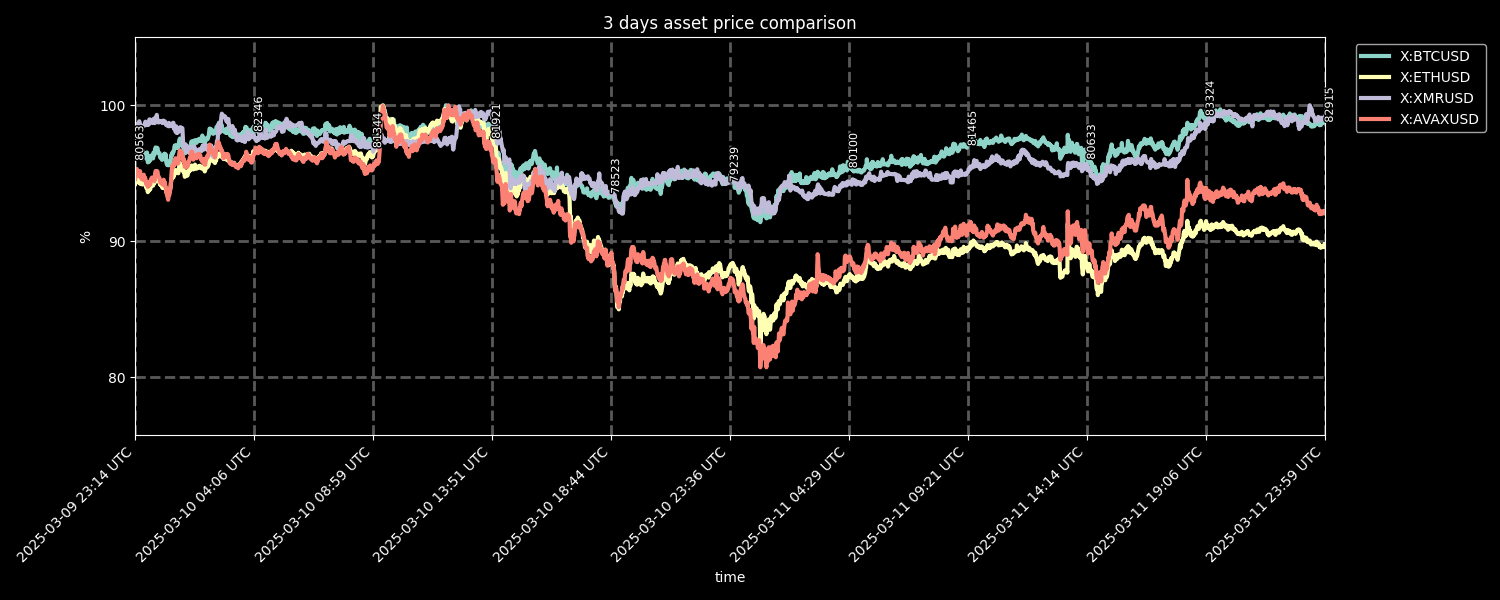 3 days asset price comparison
X:BTCUSD
X:ETHUSD
X:XMRUSD
X:AVAXUSD
100
90
80
%
80563
82346
81344
81921
78523
79239
80100
81465
80633
83324
82915
2025-03-09 23:14 UTC
2025-03-10 04:06 UTC
2025-03-10 08:59 UTC
2025-03-10 13:51 UTC
2025-03-10 18:44 UTC
2025-03-10 23:36 UTC
2025-03-11 04:29 UTC
2025-03-11 09:21 UTC
2025-03-11 14:14 UTC
2025-03-11 19:06 UTC
2025-03-11 23:59 UTC
time